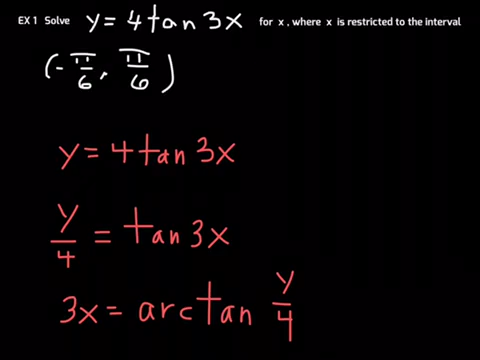 EX 1 Solve y = 4 tan 3x for x , where x is restricted to the interval
(-π/6, π/6)
y = 4 tan 3x
y/4 = tan 3x
3x = arctan y/4